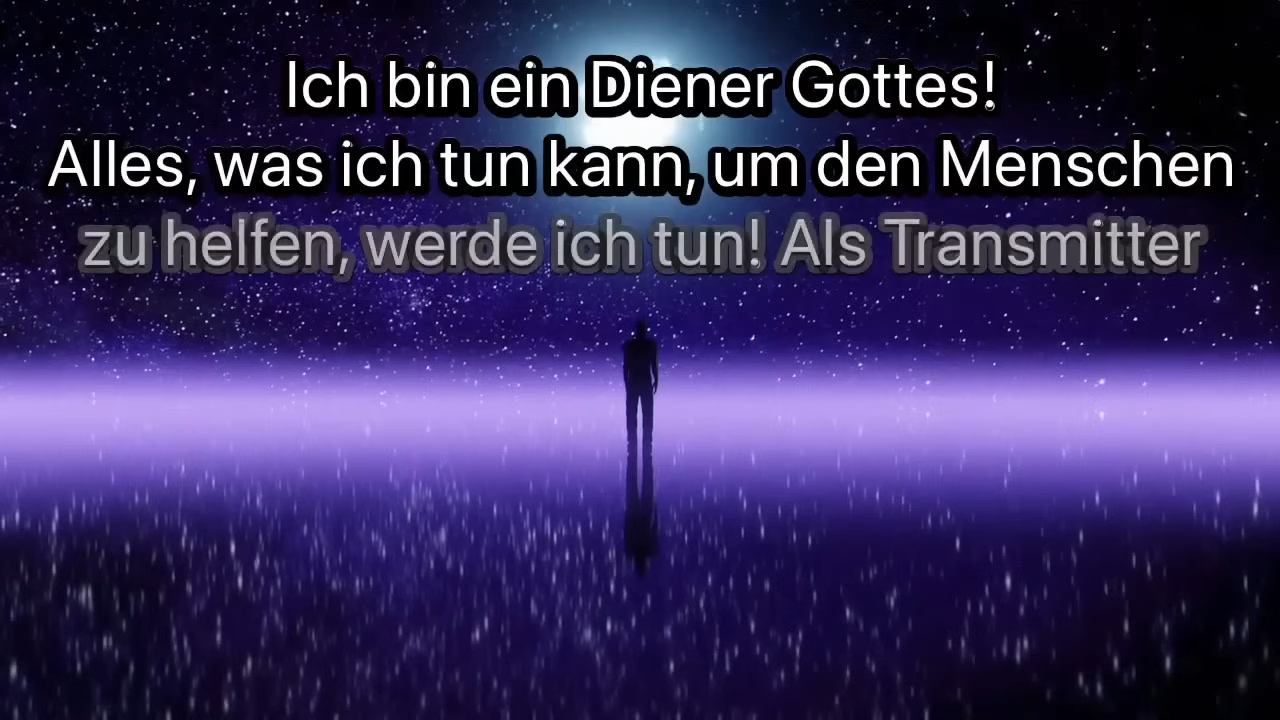 Ich bin ein Diener Gottes!
Alles, was ich tun kann, um den Menschen
zu helfen, werde ich tun! Als Transmitter